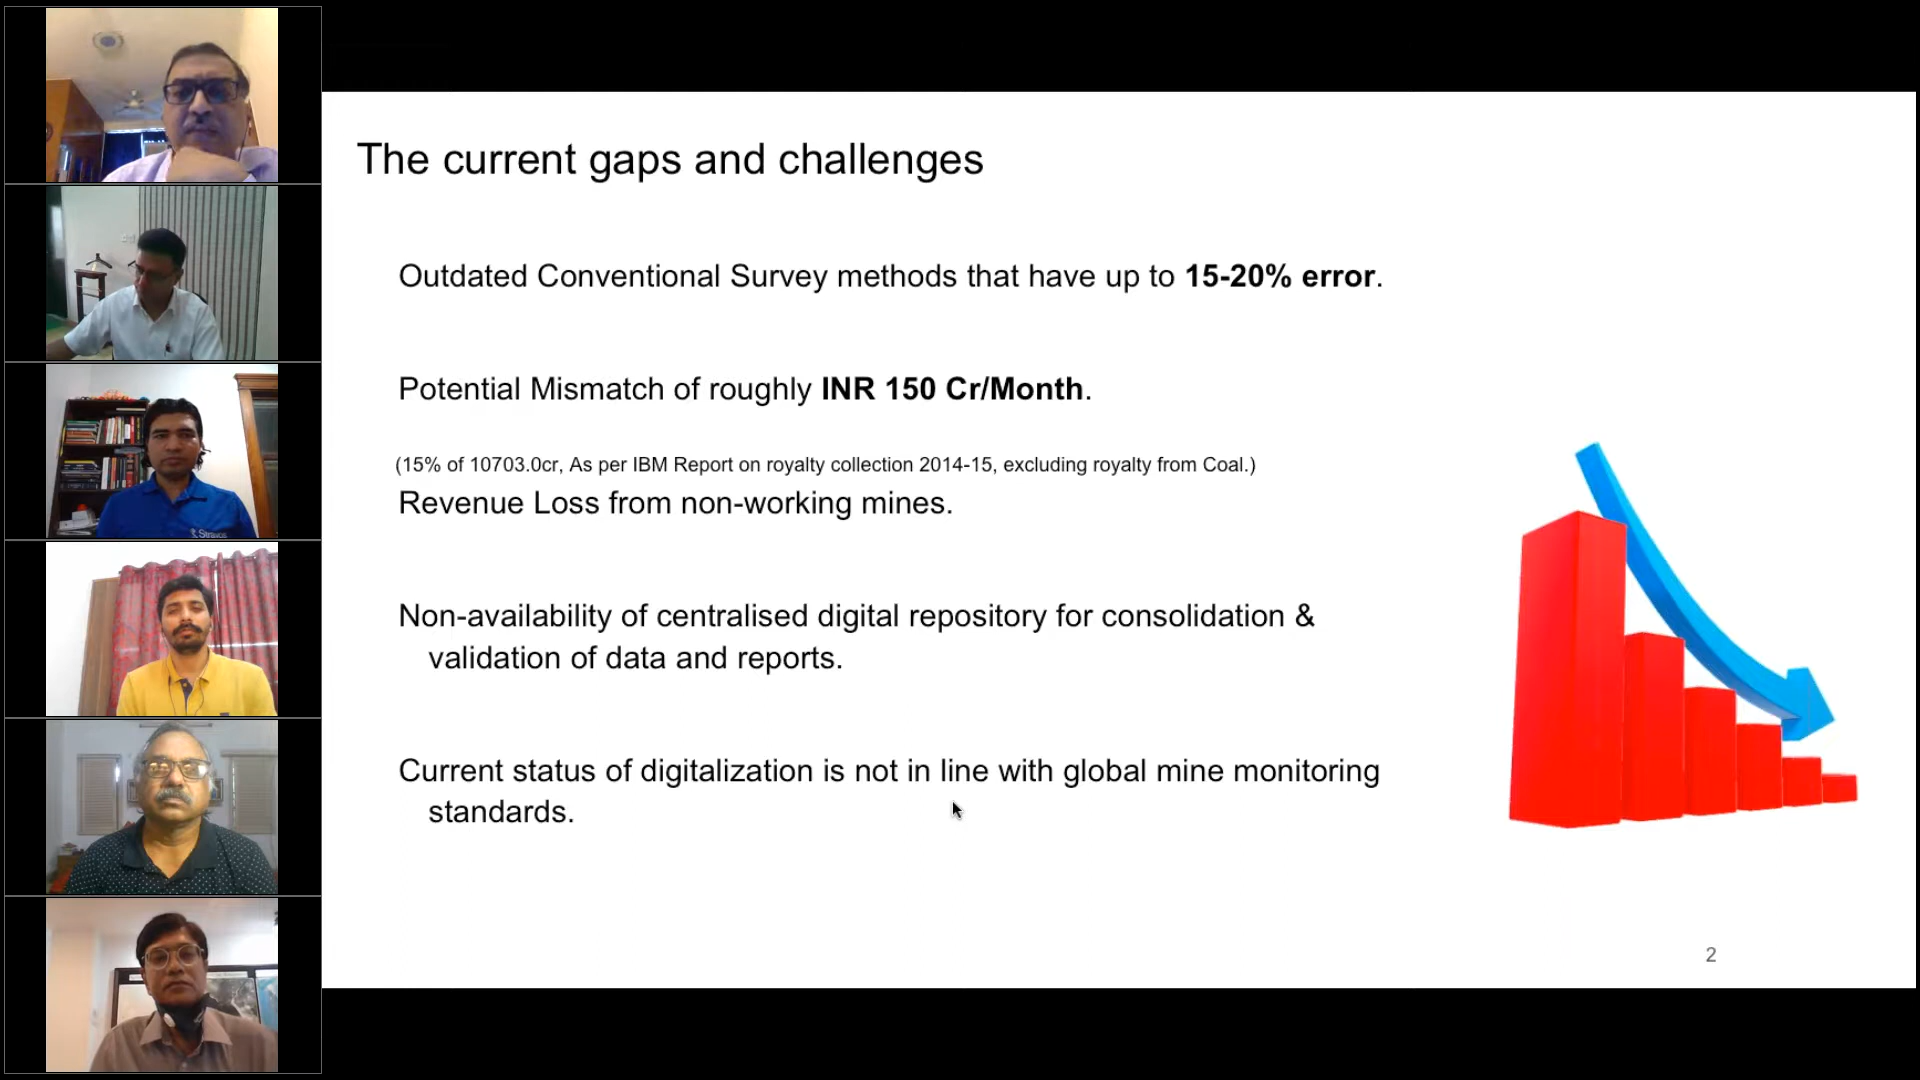 The current gaps and challenges
Outdated Conventional Survey methods that have up to 15-20% error.
Potential Mismatch of roughly INR 150 Cr/Month.
(15% of 10703.0cr, As per IBM Report on royalty collection 2014-15, excluding royalty from Coal.)
Revenue Loss from non-working mines.
Non-availability of centralised digital repository for consolidation &
validation of data and reports.
Current status of digitalization is not in line with global mine monitoring
standards.
2